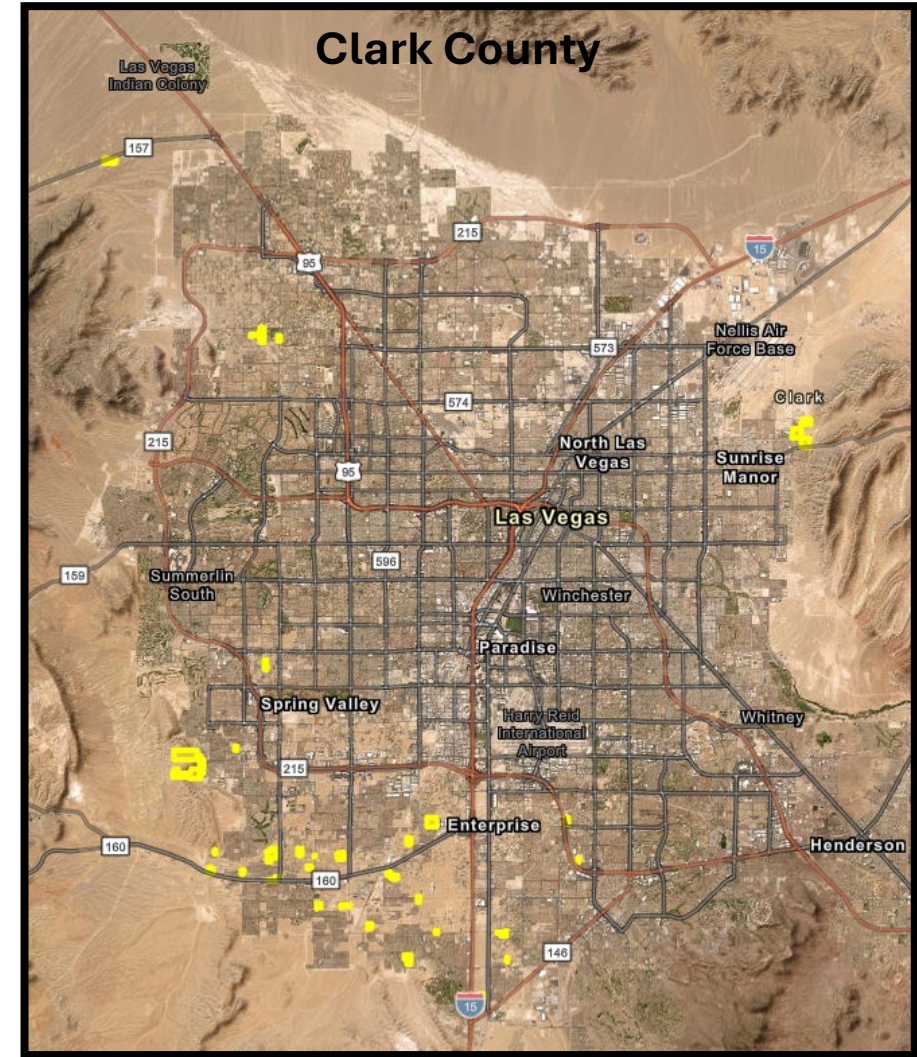 Clark County
Las Vegas
Indian Colony
157
215
15
95
Nellis Air
Force Base
573
Clark
574
215
North Las
Vegas
Sunrise
Manor
95
Las Vegas
596
159
Summerlin
South
Winchester
Paradise
Spring Valley
Harry Reid
International
Airport
Whitney
215
Enterprise
160
Henderson
160
146
15